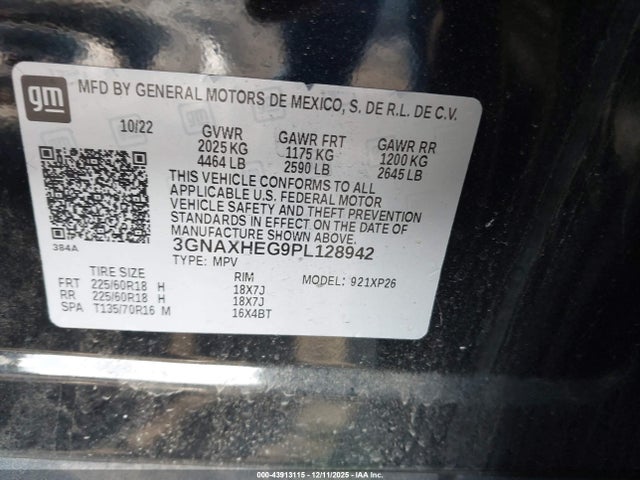 gm
MFD BY GENERAL MOTORS DE MEXICO, S. DE R.L. DE C.V.
10/22 GVWR GAWR FRT GAWR RR
2025 KG 1175 KG 1200 KG
4464 LB 2590 LB 2645 LB
THIS VEHICLE CONFORMS TO ALL
APPLICABLE U.S. FEDERAL MOTOR
VEHICLE SAFETY AND THEFT PREVENTION
STANDARDS IN EFFECT ON THE DATE OF
MANUFACTURE SHOWN ABOVE.
384A
3GNAXHEG9PL128942
TYPE: MPV
TIRE SIZE RIM MODEL: 921XP26
FRT 225/60R18 H 18X7J
RR 225/60R18 H 18X7J
SPA T135/70R16 M 16X4BT
000-43913115 - 12/11/2025 - IAA Inc.